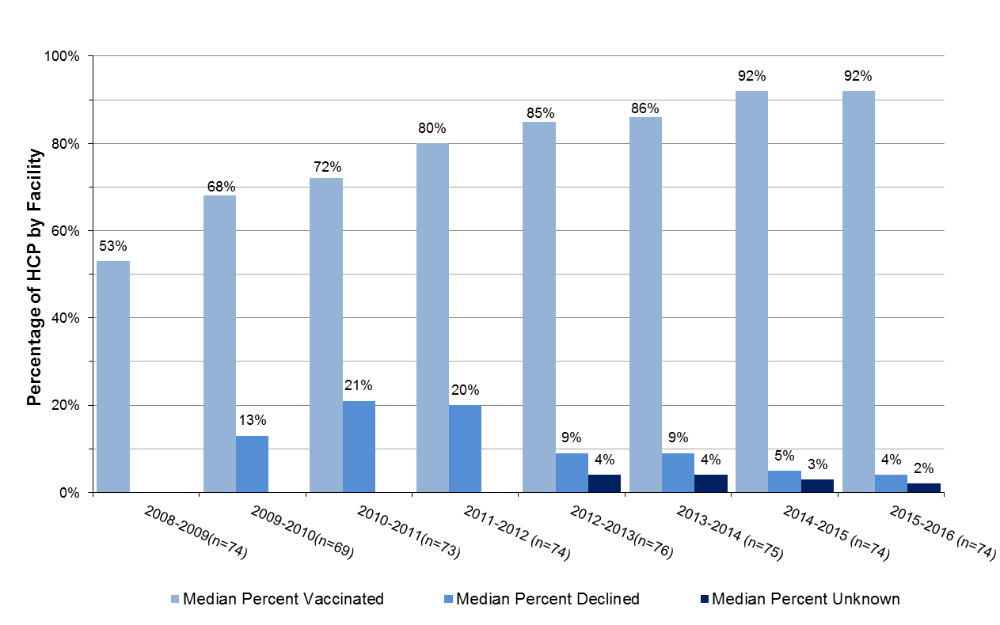 100%
80%
60%
40%
20%
0%
Percentage of HCP by Facility
53%
68%
13%
72%
21%
80%
20%
85%
9%
4%
86%
9%
4%
92%
5%
3%
92%
4%
2%
2008-2009(n=74)
2009-2010(n=69)
2010-2011(n=73)
2011-2012 (n=74)
2012-2013(n=76)
2013-2014 (n=75)
2014-2015 (n=74)
2015-2016 (n=74)
Median Percent Vaccinated
Median Percent Declined
Median Percent Unknown